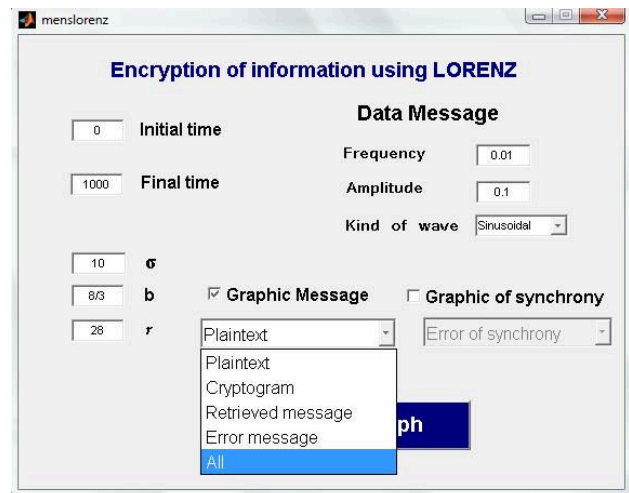 menslorenz
Encryption of information using LORENZ
Data Message
0 Initial time
Frequency 0.01
1000 Final time
Amplitude 0.1
Kind of wave Sinusoidal
10 σ
8/3 b
Graphic Message
Graphic of synchrony
28 r
Plaintext
Error of synchrony
Plaintext
Cryptogram
Retrieved message
Error message
All
ph